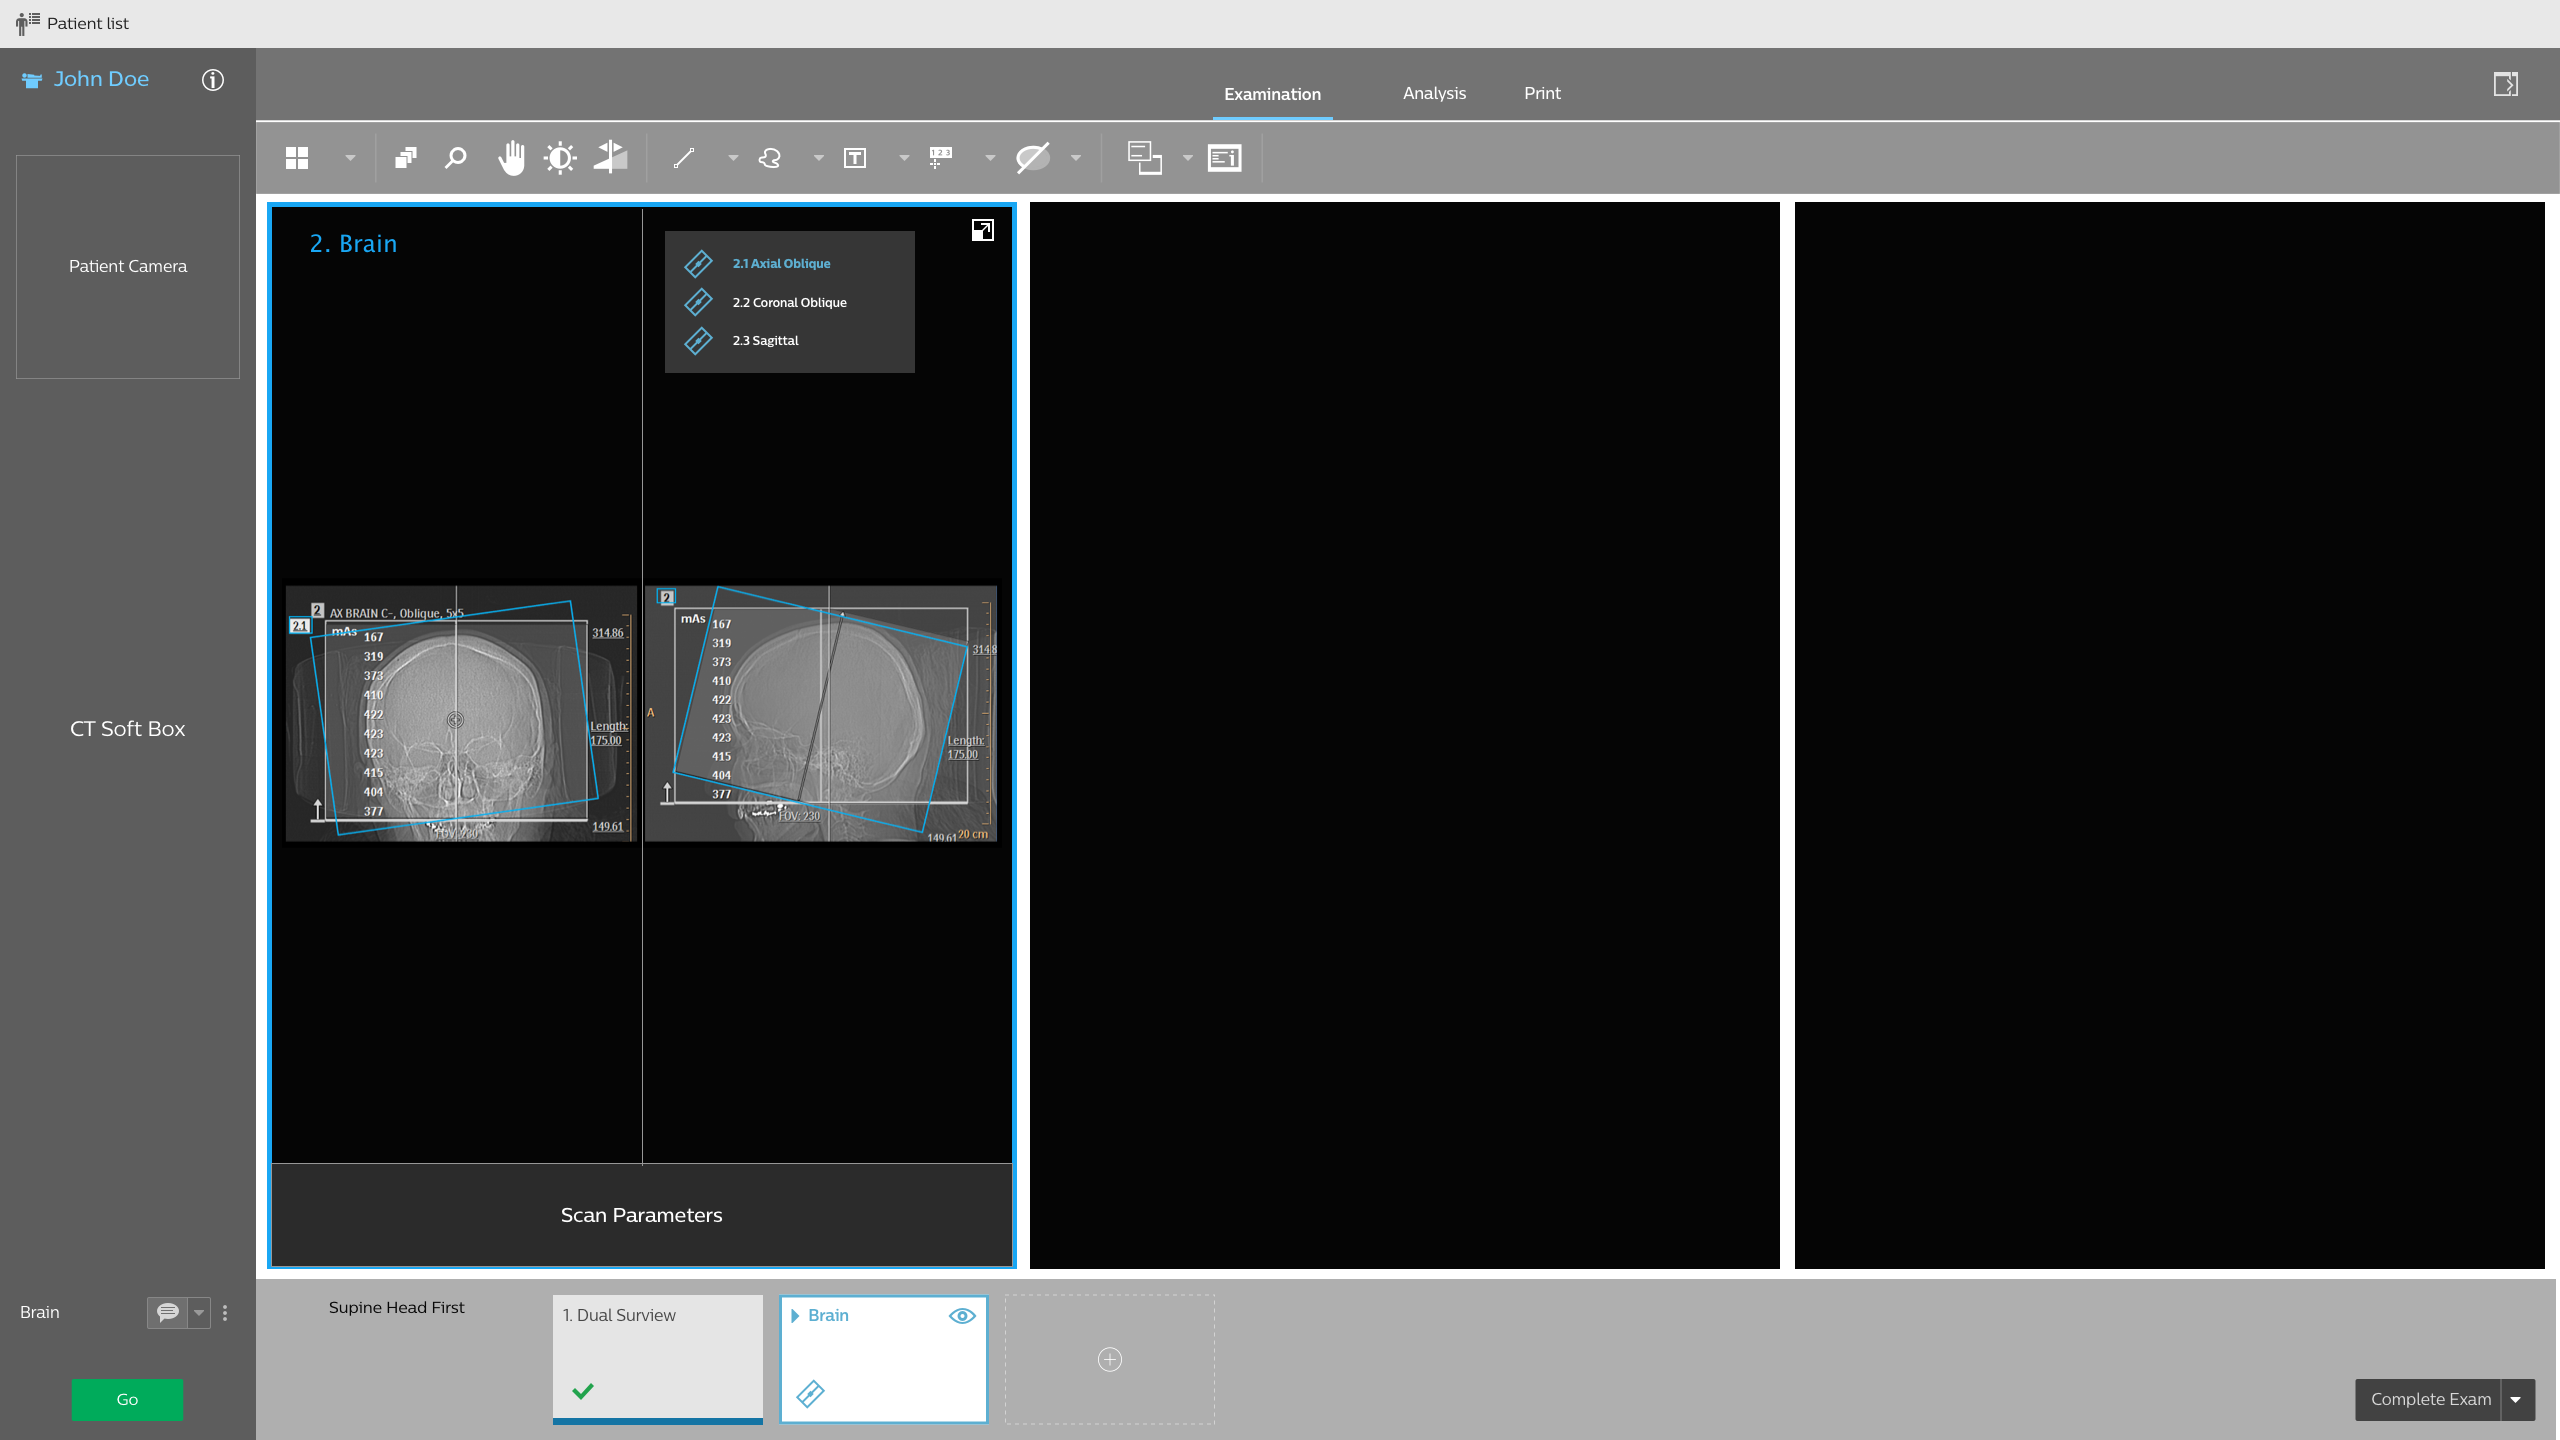 Patient list
John Doe
Examination
Analysis
Print
Patient Camera
CT Soft Box
2. Brain
2.1 Axial Oblique
2.2 Coronal Oblique
2.3 Sagittal
2 AX BRAIN C-, Oblique, 5x5
2.1
mAs
167
319
373
410
422
423
423
415
404
377
314.86
Length:
175.00
149.61
FOV: 230
2
mAs
167
319
373
410
422
423
423
415
404
377
A
314.8
Length:
175.00
FOV: 230
149.61
20 cm
Scan Parameters
Brain
Go
Supine Head First
1. Dual Surview
Brain
Complete Exam
T
1 2 3